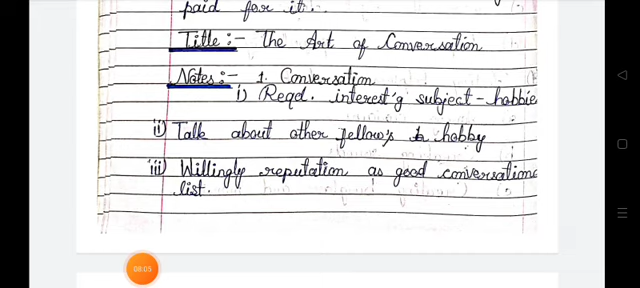 paid for it.
Title :- The Art of Conversation
Notes :- 1. Conversation
i) Reqd. interest'g subject - hobbie
ii) Talk about other fellow's hobby
iii) Willingly reputation as good conversationa
list.
08:05